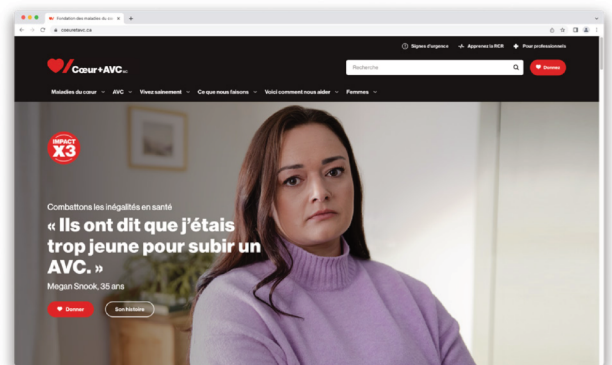 Fondation des maladies du cœ
coeuretavc.ca
Signes d'urgence
Apprenez la RCR
Pour professionnels
Cœur+AVC
Recherche
Donnez
Maladies du cœur
AVC
Vivez sainement
Ce que nous faisons
Voici comment nous aider
Femmes
IMPACT
X3
Combattons les inégalités en santé
« Ils ont dit que j'étais
trop jeune pour subir un
AVC. »
Megan Snook, 35 ans
Donner
Son histoire